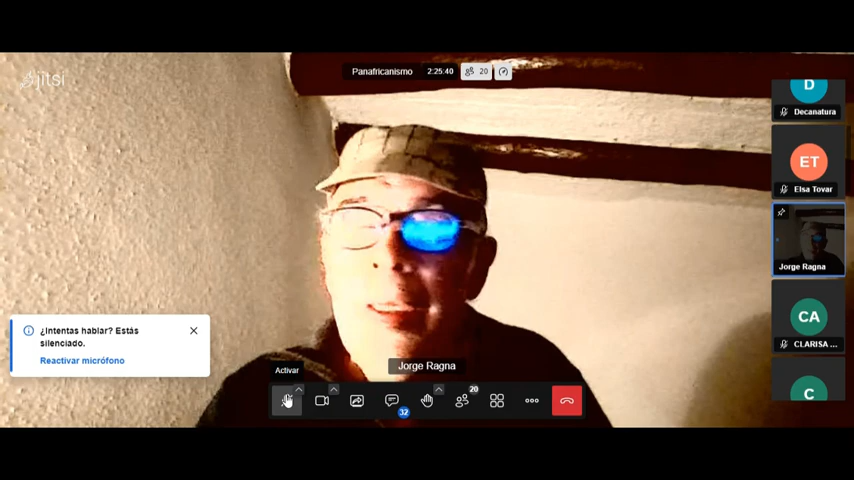 jitsi
Panafricanismo 2:25:40 20
D
Decanatura
ET
Elsa Tovar
Jorge Ragna
CA
CLARISA ...
C
¿Intentas hablar? Estás
silenciado.
Reactivar micrófono
Activar
Jorge Ragna
20
32